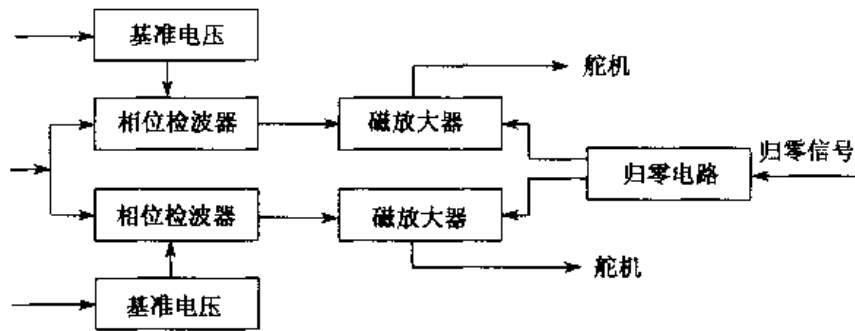 基准电压
舵机
相位检波器
磁放大器
归零信号
归零电路
相位检波器
磁放大器
舵机
基准电压